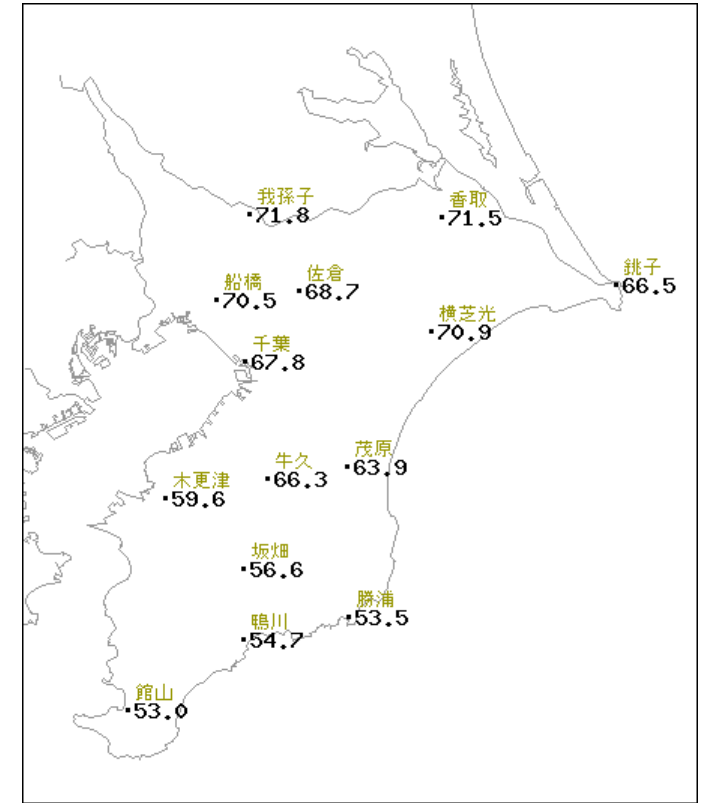 我孫子
71.8
香取
71.5
船橋
70.5
佐倉
68.7
銚子
66.5
横芝光
70.9
千葉
67.8
茂原
63.9
牛久
66.3
木更津
59.6
坂畑
56.6
勝浦
53.5
鴨川
54.7
館山
53.0